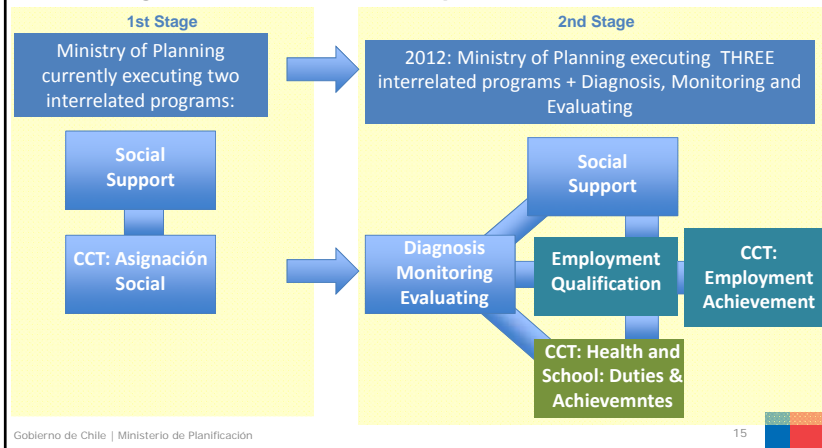 1st Stage
Ministry of Planning
currently executing two
interrelated programs:
Social
Support
CCT: Asignación
Social
2nd Stage
2012: Ministry of Planning executing THREE
interrelated programs + Diagnosis, Monitoring and
Evaluating
Social
Support
Diagnosis
Monitoring
Evaluating
Employment
Qualification
CCT:
Employment
Achievement
CCT: Health and
School: Duties &
Achievemntes
Gobierno de Chile | Ministerio de Planificación
15